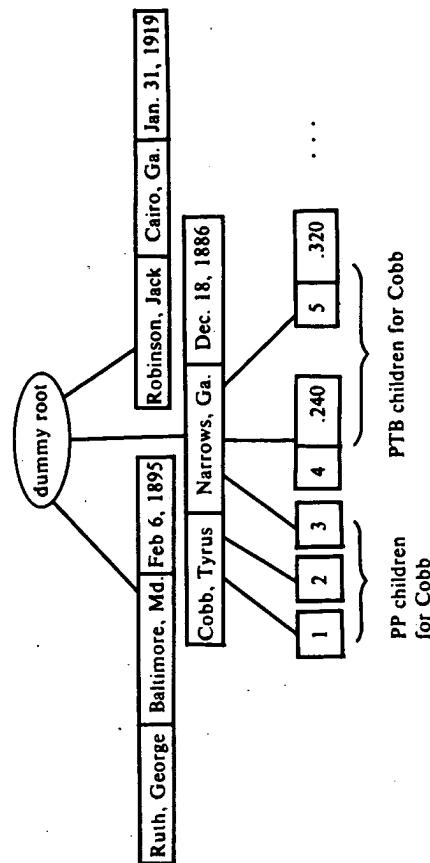 dummy root
Ruth, George Baltimore, Md. Feb 6, 1895
Robinson, Jack Cairo, Ga. Jan. 31, 1919
Cobb, Tyrus Narrows, Ga. Dec. 18, 1886
1 2 3 4 .240 5 .320 . . .
PP children
for Cobb
PTB children for Cobb